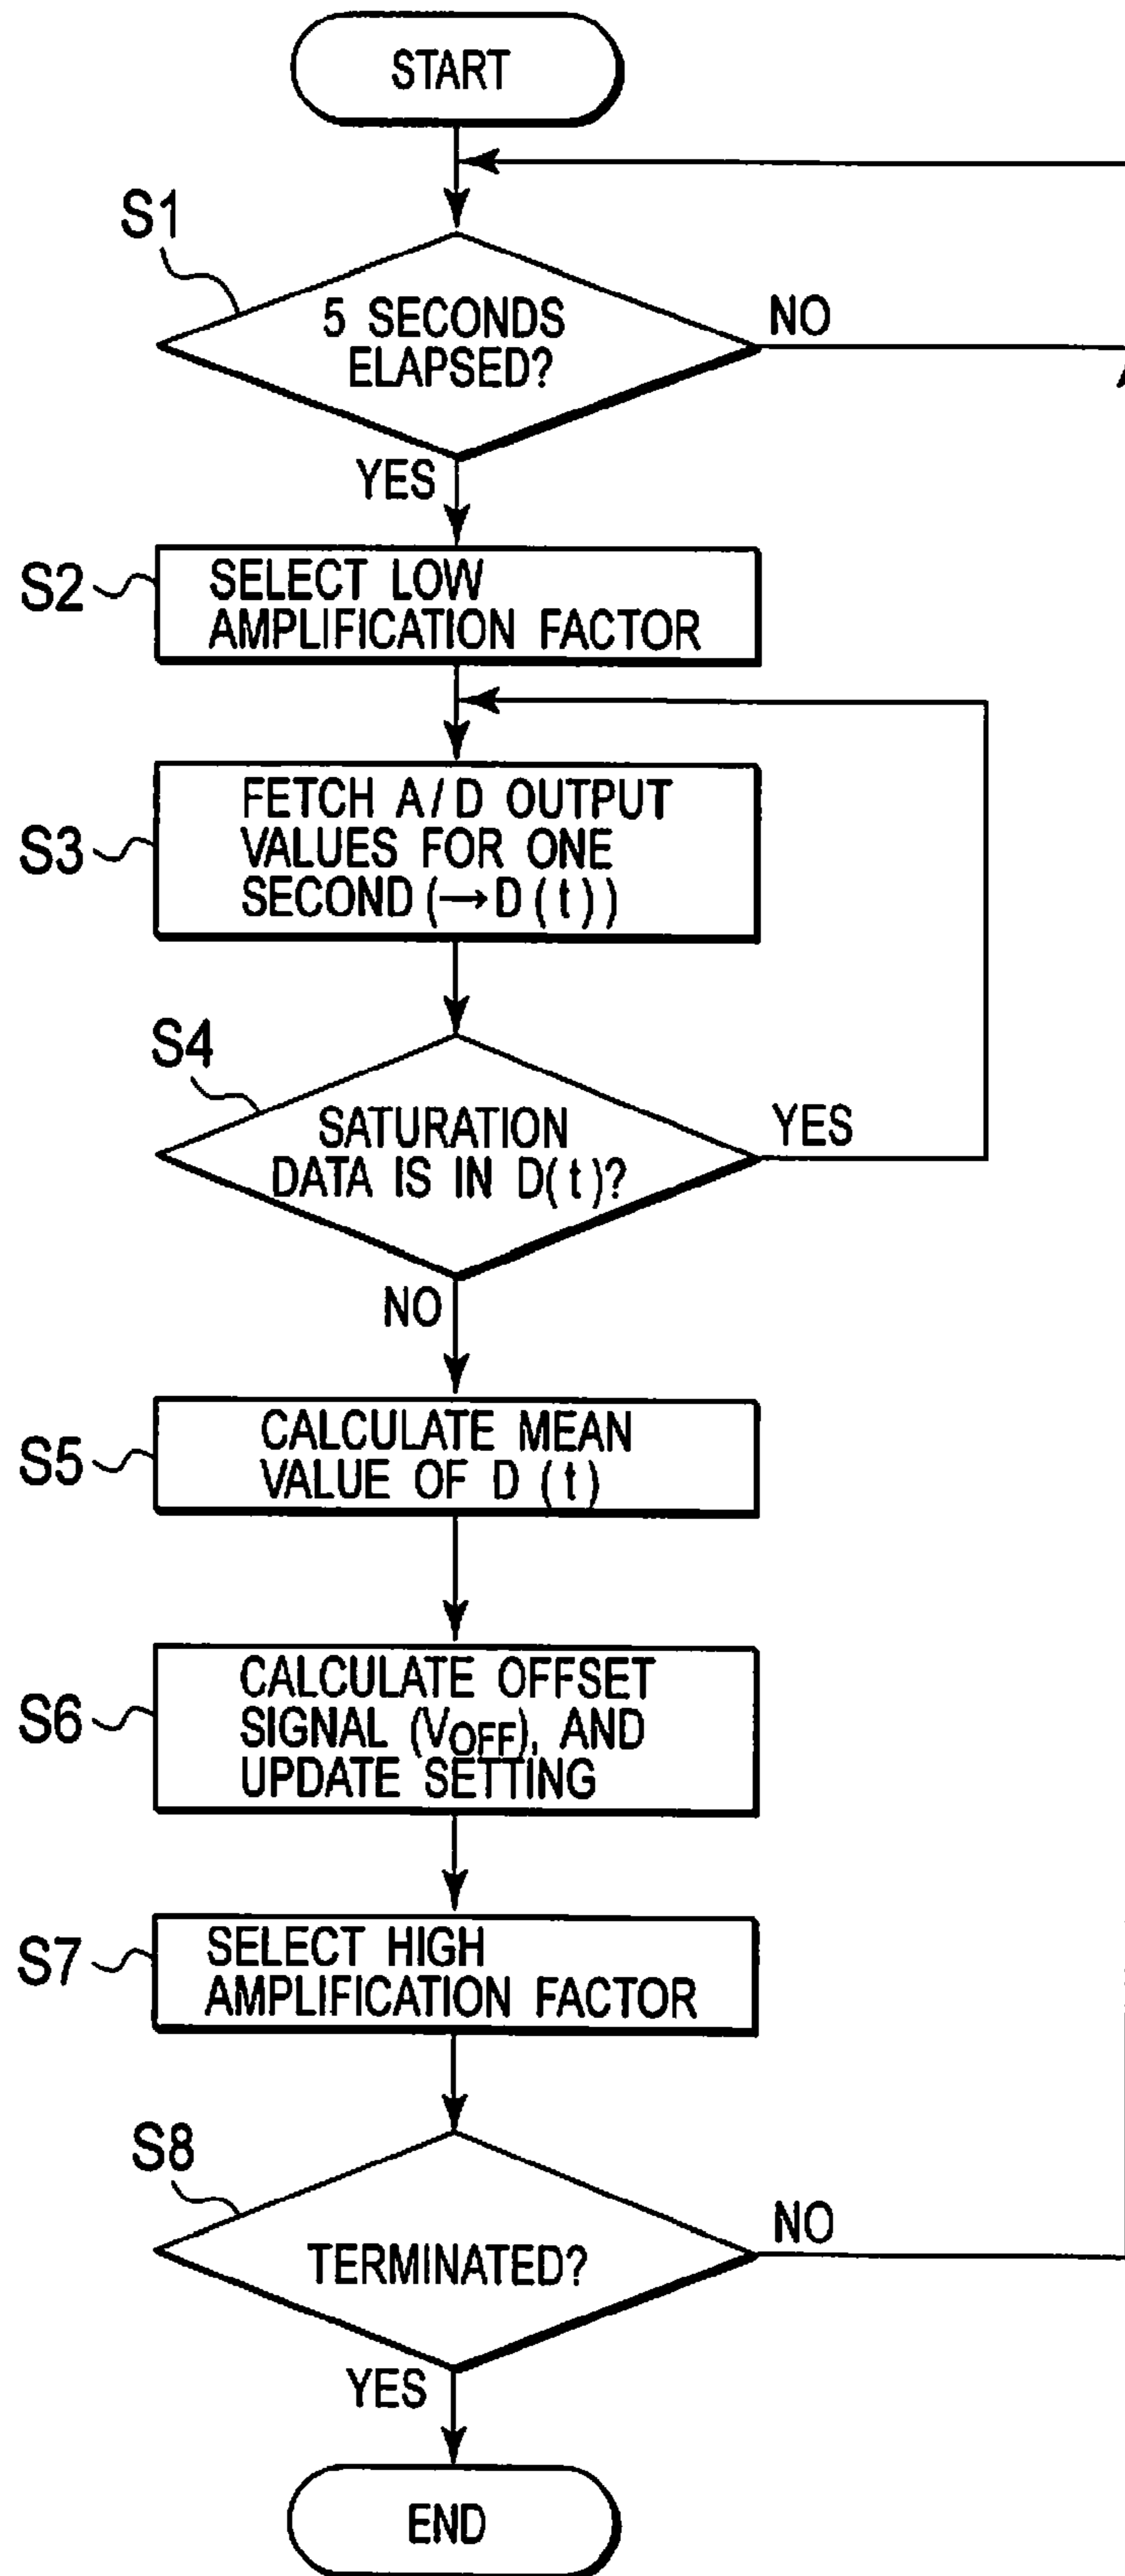 START
S1
5 SECONDS
ELAPSED?
NO
YES
S2
SELECT LOW
AMPLIFICATION FACTOR
S3
FETCH A/D OUTPUT
VALUES FOR ONE
SECOND (→D(t))
S4
SATURATION
DATA IS IN D(t)?
YES
NO
S5
CALCULATE MEAN
VALUE OF D (t)
S6
CALCULATE OFFSET
SIGNAL (VOFF), AND
UPDATE SETTING
S7
SELECT HIGH
AMPLIFICATION FACTOR
S8
TERMINATED?
NO
YES
END